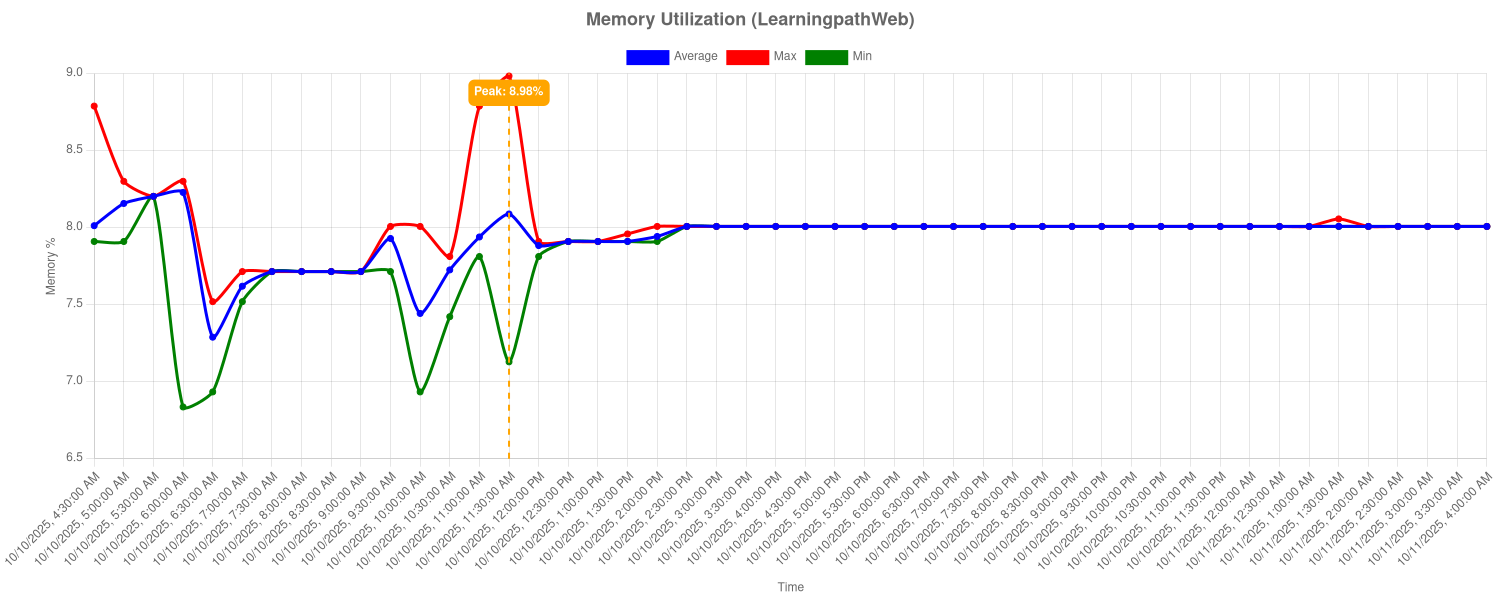 Memory Utilization (LearningpathWeb)
Average Max Min
Peak: 8.98%
9.0
8.5
8.0
7.5
7.0
6.5
Memory %
10/10/2025, 4:30:00 AM
10/10/2025, 5:00:00 AM
10/10/2025, 5:30:00 AM
10/10/2025, 6:00:00 AM
10/10/2025, 6:30:00 AM
10/10/2025, 7:00:00 AM
10/10/2025, 7:30:00 AM
10/10/2025, 8:00:00 AM
10/10/2025, 8:30:00 AM
10/10/2025, 9:00:00 AM
10/10/2025, 9:30:00 AM
10/10/2025, 10:00:00 AM
10/10/2025, 10:30:00 AM
10/10/2025, 11:00:00 AM
10/10/2025, 11:30:00 AM
10/10/2025, 12:00:00 PM
10/10/2025, 12:30:00 PM
10/10/2025, 1:00:00 PM
10/10/2025, 1:30:00 PM
10/10/2025, 2:00:00 PM
10/10/2025, 2:30:00 PM
10/10/2025, 3:00:00 PM
10/10/2025, 3:30:00 PM
10/10/2025, 4:00:00 PM
10/10/2025, 4:30:00 PM
10/10/2025, 5:00:00 PM
10/10/2025, 5:30:00 PM
10/10/2025, 6:00:00 PM
10/10/2025, 6:30:00 PM
10/10/2025, 7:00:00 PM
10/10/2025, 7:30:00 PM
10/10/2025, 8:00:00 PM
10/10/2025, 8:30:00 PM
10/10/2025, 9:00:00 PM
10/10/2025, 9:30:00 PM
10/10/2025, 10:00:00 PM
10/10/2025, 10:30:00 PM
10/10/2025, 11:00:00 PM
10/10/2025, 11:30:00 PM
10/11/2025, 12:00:00 AM
10/11/2025, 12:30:00 AM
10/11/2025, 1:00:00 AM
10/11/2025, 1:30:00 AM
10/11/2025, 2:00:00 AM
10/11/2025, 2:30:00 AM
10/11/2025, 3:00:00 AM
10/11/2025, 3:30:00 AM
10/11/2025, 4:00:00 AM
Time